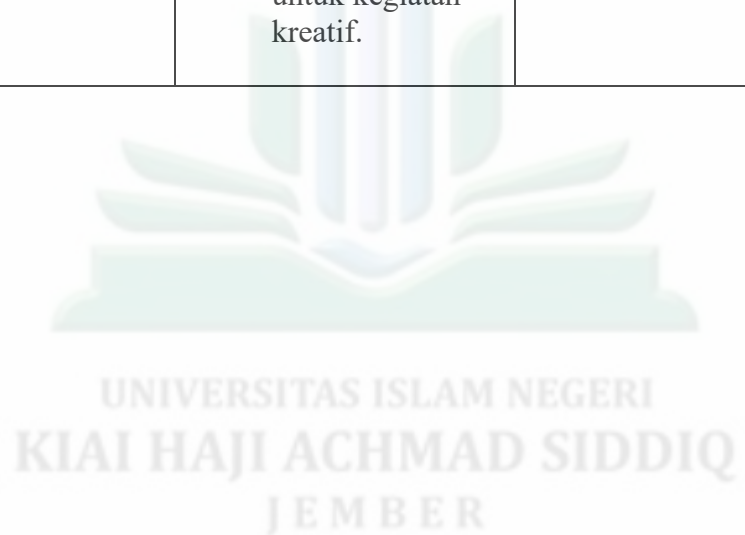 untuk kegiatan
kreatif.
UNIVERSITAS ISLAM NEGERI
KIAI HAJI ACHMAD SIDDIQ
JEMBER